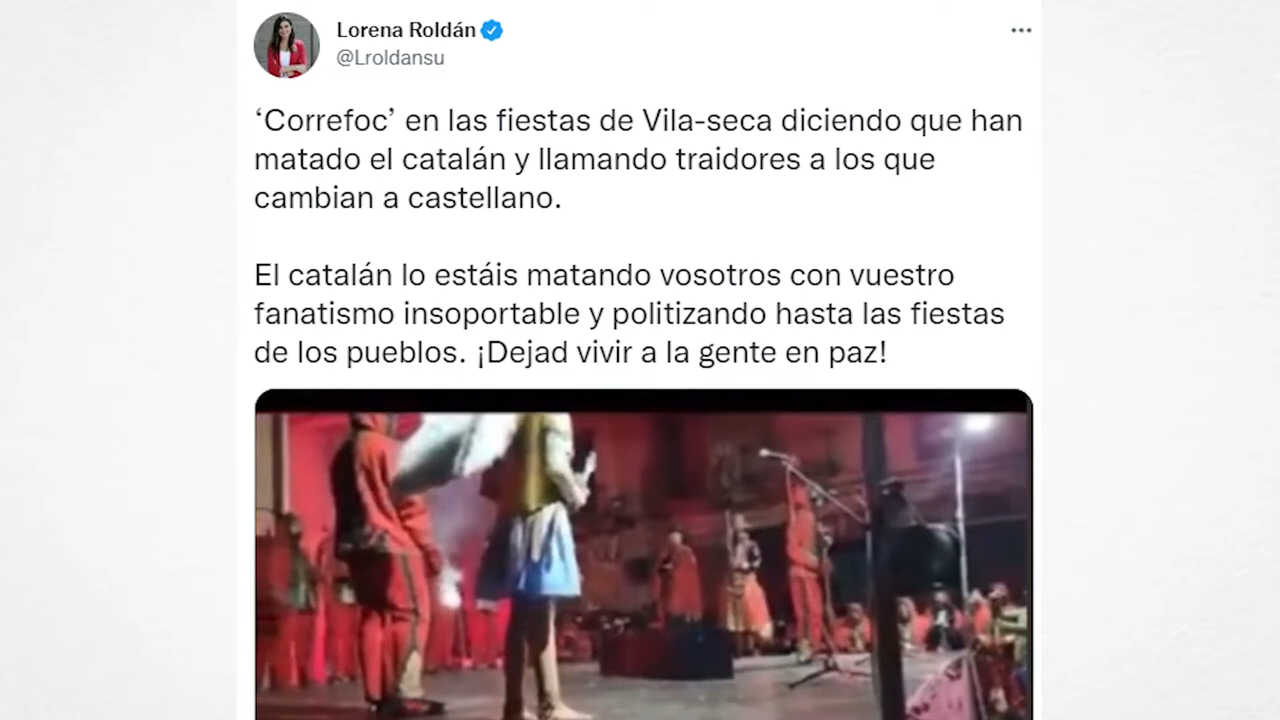 Lorena Roldán
@Lroldansu
‘Correfoc’ en las fiestas de Vila-seca diciendo que han
matado el catalán y llamando traidores a los que
cambian a castellano.
El catalán lo estáis matando vosotros con vuestro
fanatismo insoportable y politizando hasta las fiestas
de los pueblos. ¡Dejad vivir a la gente en paz!